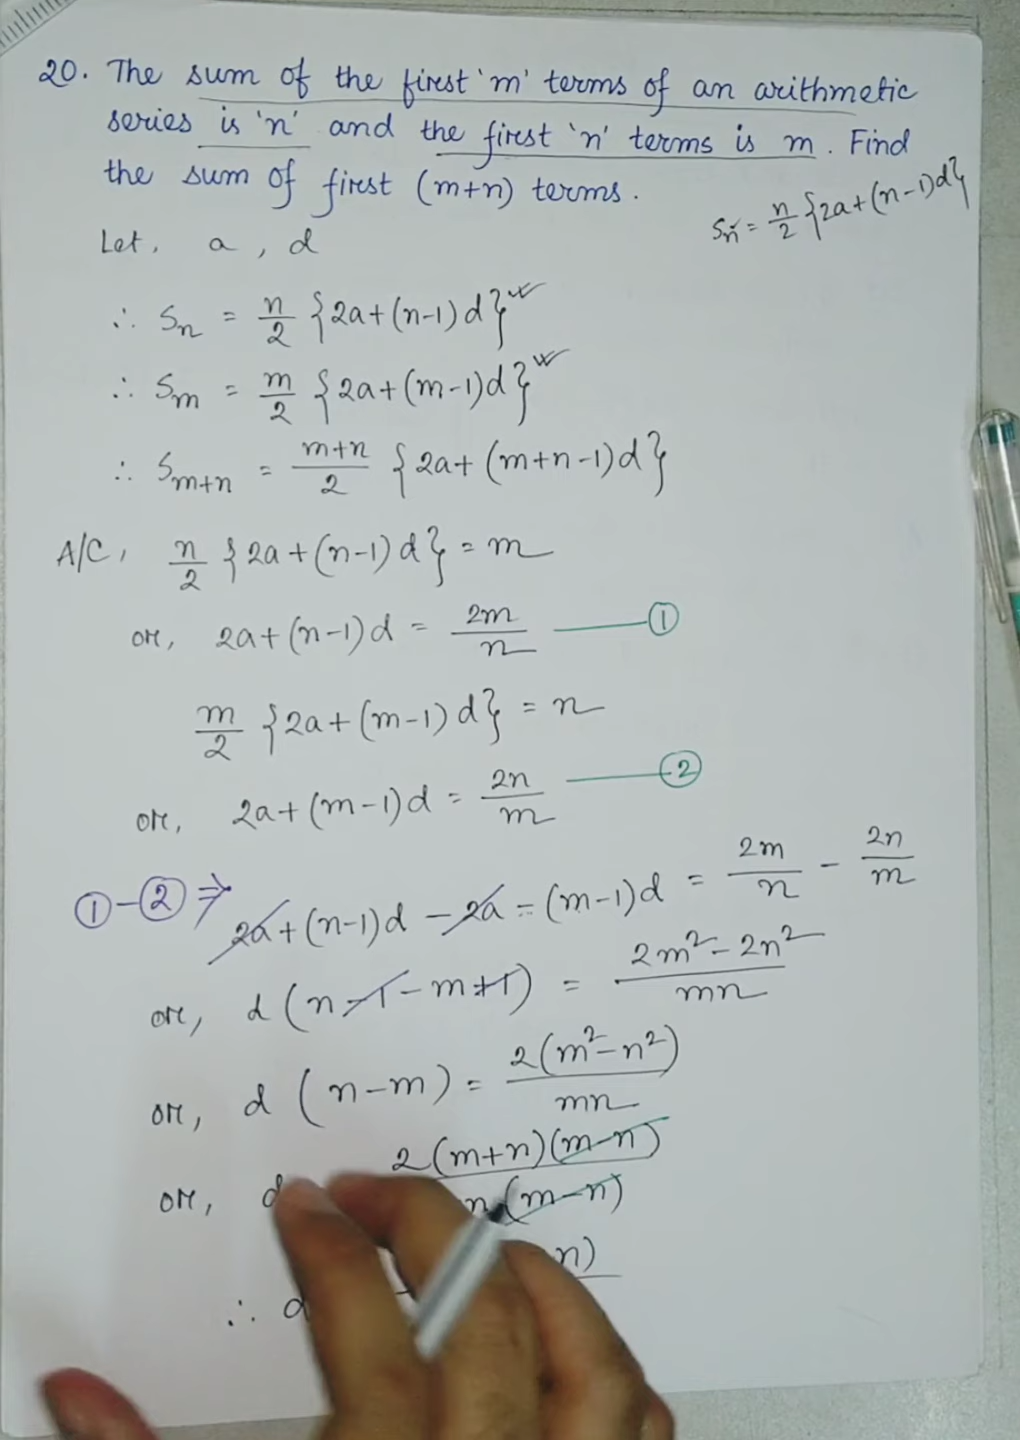 20. The sum of the first 'm' terms of an arithmetic
series is 'n' and the first 'n' terms is m. Find
the sum of first (m+n) terms.
Sₙ = n/2 {2a+(n-1)d}
Let, a, d
∴ Sₙ = n/2 {2a+(n-1)d}
∴ Sₘ = m/2 {2a+(m-1)d}
∴ Sₘ₊ₙ = m+n/2 {2a+(m+n-1)d}
A/C, n/2 {2a+(n-1)d} = m
or, 2a+(n-1)d = 2m/n — ①
m/2 {2a+(m-1)d} = n
or, 2a+(m-1)d = 2n/m — ②
①-② ⇒ 2a+(n-1)d - 2a - (m-1)d = 2m/n - 2n/m
or, d(n-1-m+1) = 2m²-2n²/mn
or, d(n-m) = 2(m²-n²)/mn
or, d 2(m+n)(m-n)/n(m-n)
∴ d n)